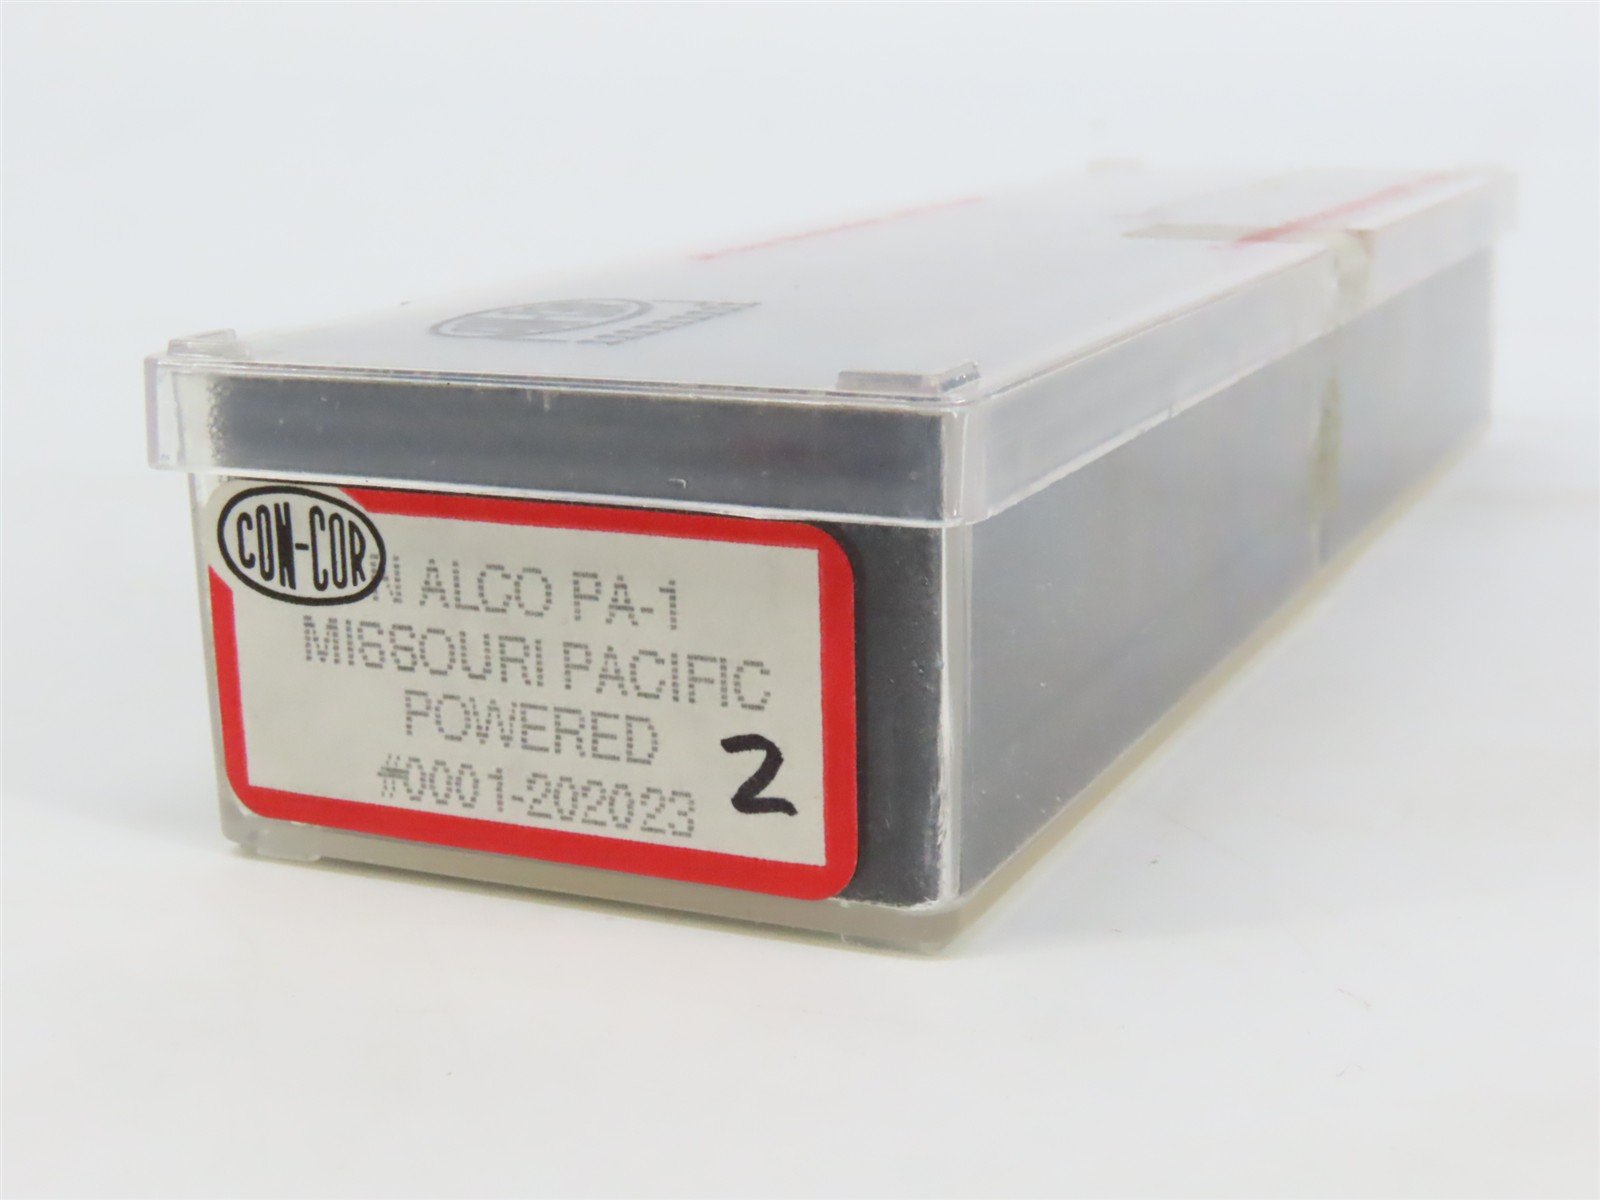 CON-COR
N ALCO PA-1
MISSOURI PACIFIC
POWERED
#0001-202023
2